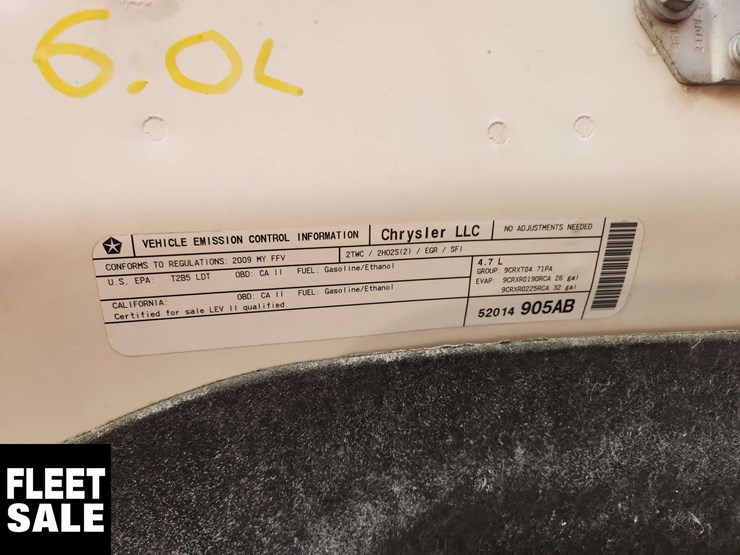 6.0L
VEHICLE EMISSION CONTROL INFORMATION Chrysler LLC NO ADJUSTMENTS NEEDED
CONFORMS TO REGULATIONS: 2009 MY FFV 2TWC / 2HO2S(2) / EGR / SFI 4.7 L
U.S. EPA: T2B5 LDT OBD: CA II FUEL: Gasoline/Ethanol GROUP: 9CRXT04.71PA
EVAP: 9CRXR0190RCA 26 gal
CALIFORNIA: OBD: CA II FUEL: Gasoline/Ethanol 9CRXR0225RCA 32 gal
Certified for sale LEV II qualified. 52014 905AB
FLEET
SALE